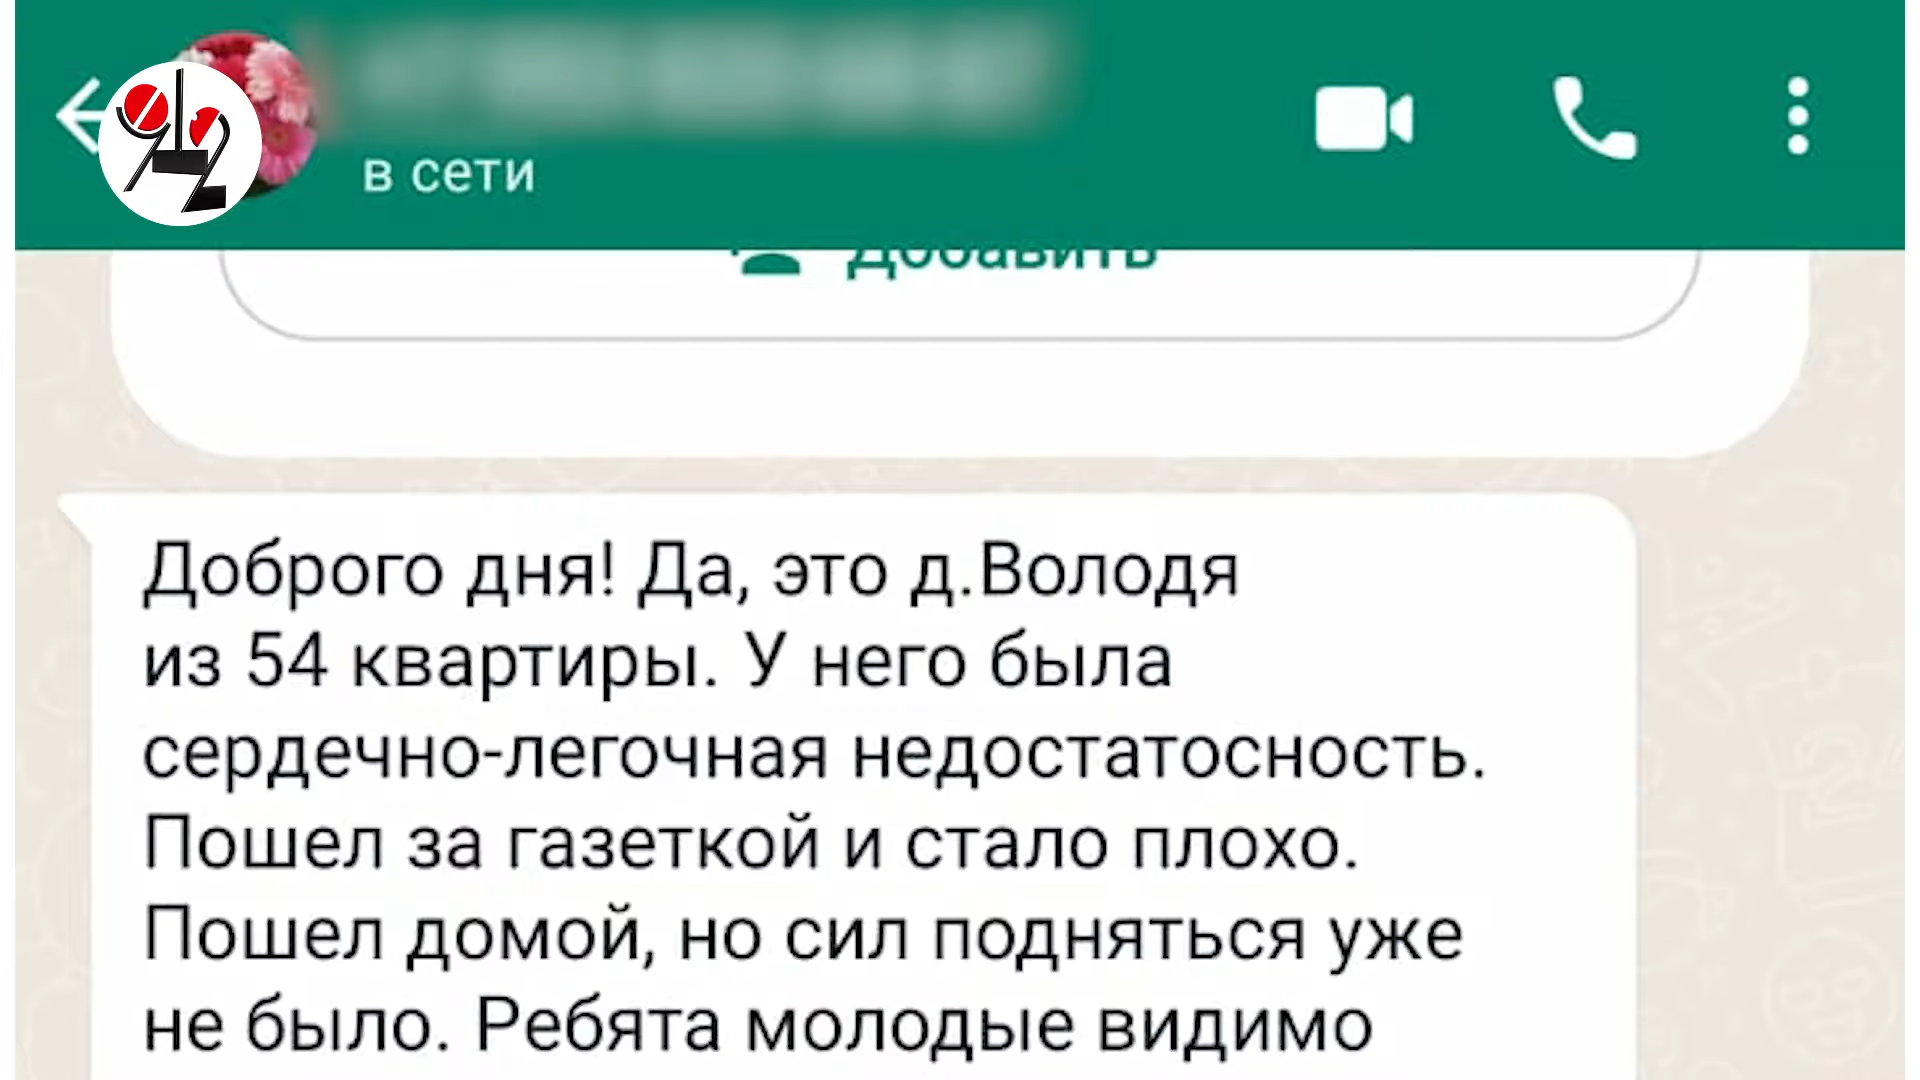 в сети
Добавить
Доброго дня! Да, это д.Володя
из 54 квартиры. У него была
сердечно-легочная недостатосность.
Пошел за газеткой и стало плохо.
Пошел домой, но сил подняться уже
не было. Ребята молодые видимо